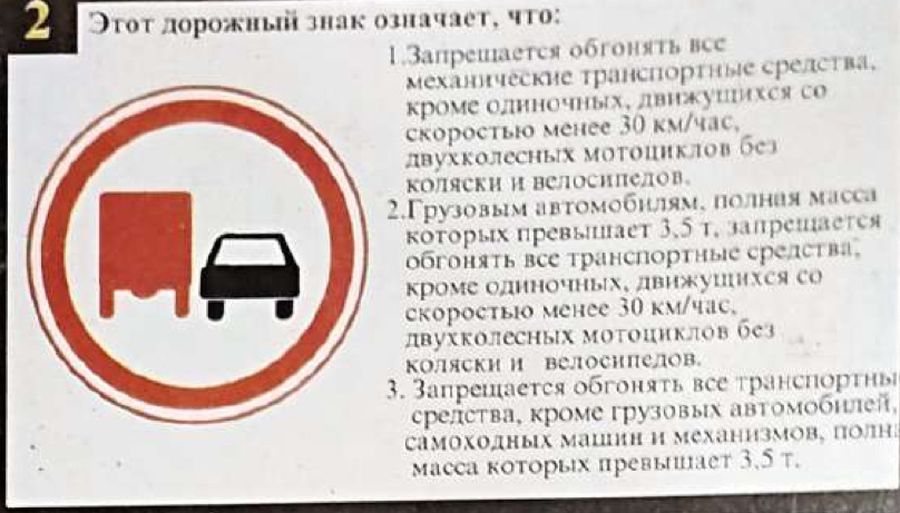 2 Этот дорожный знак означает, что:
1.Запрещается обгонять все
механические транспортные средства,
кроме одиночных, движущихся со
скоростью менее 30 км/час,
двухколесных мотоциклов без
коляски и велосипедов.
2.Грузовым автомобилям, полная масса
которых превышает 3,5 т, запрещается
обгонять все транспортные средства,
кроме одиночных, движущихся со
скоростью менее 30 км/час,
двухколесных мотоциклов без
коляски и велосипедов.
3. Запрещается обгонять все транспортны
средства, кроме грузовых автомобилей,
самоходных машин и механизмов, полна
масса которых превышает 3,5 т.